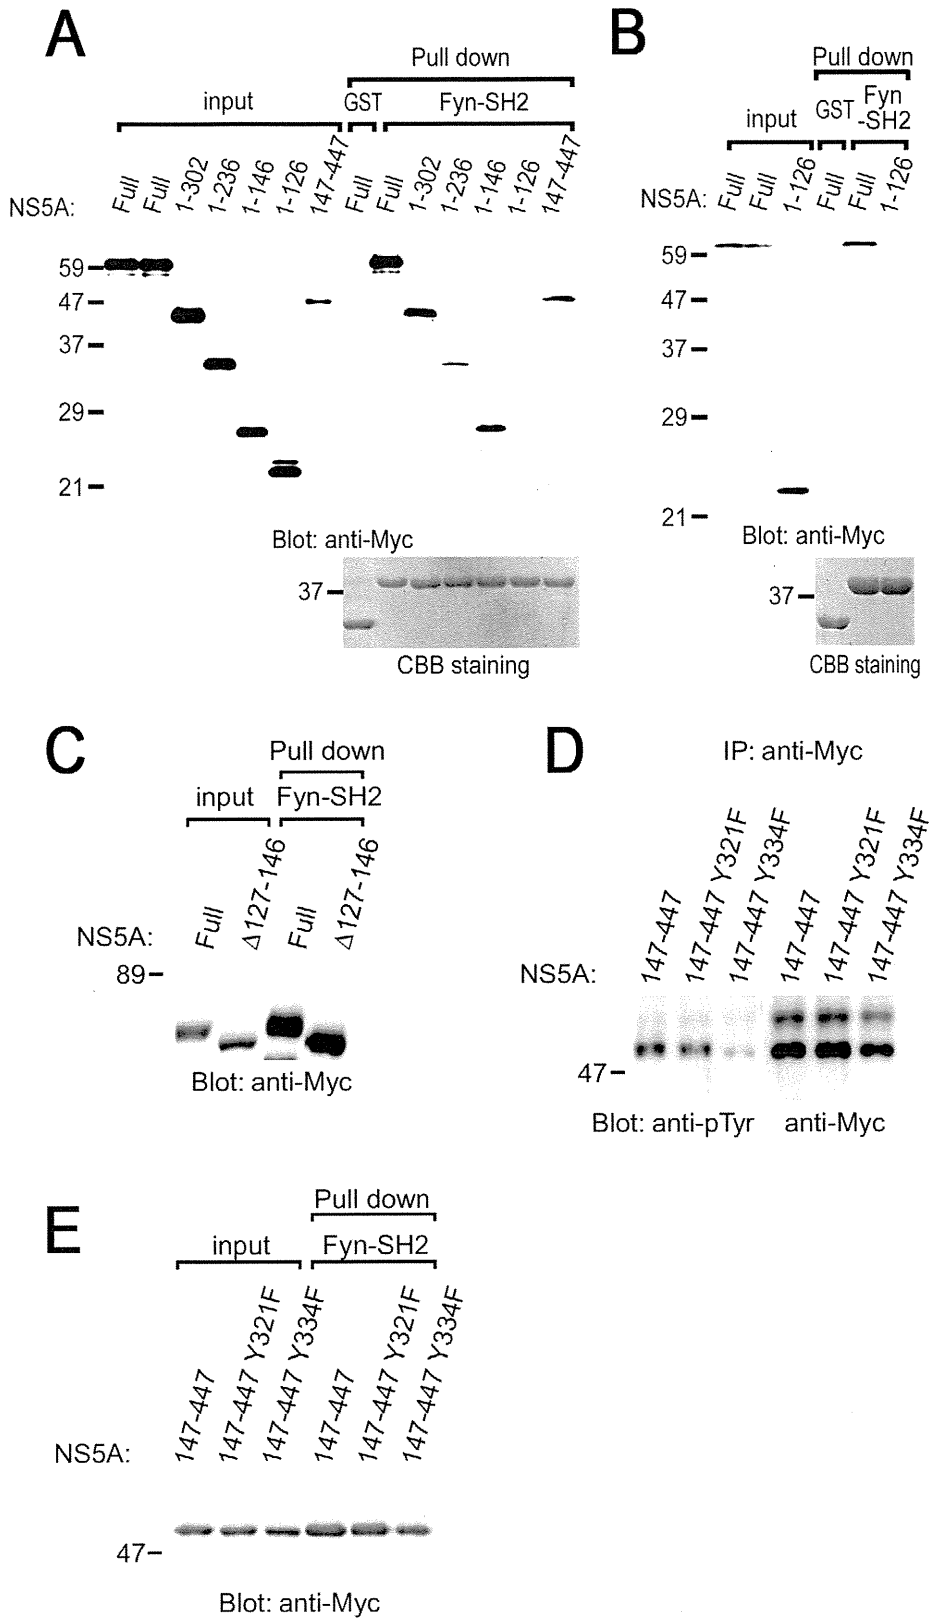 A
Pull down
input
GST
Fyn-SH2
NS5A:
Full
Full
1-302
1-236
1-146
1-126
147-447
Full
Full
1-302
1-236
1-146
1-126
147-447
59
47
37
29
21
Blot: anti-Myc
37
CBB staining
B
Pull down
input
GST
Fyn
-SH2
NS5A:
Full
Full
1-126
Full
Full
1-126
59
47
37
29
21
Blot: anti-Myc
37
CBB staining
C
Pull down
input
Fyn-SH2
NS5A:
Full
Δ127-146
Full
Δ127-146
89
Blot: anti-Myc
D
IP: anti-Myc
NS5A:
147-447
147-447 Y321F
147-447 Y334F
147-447
147-447 Y321F
147-447 Y334F
47
Blot: anti-pTyr
anti-Myc
E
Pull down
input
Fyn-SH2
NS5A:
147-447
147-447 Y321F
147-447 Y334F
147-447
147-447 Y321F
147-447 Y334F
47
Blot: anti-Myc